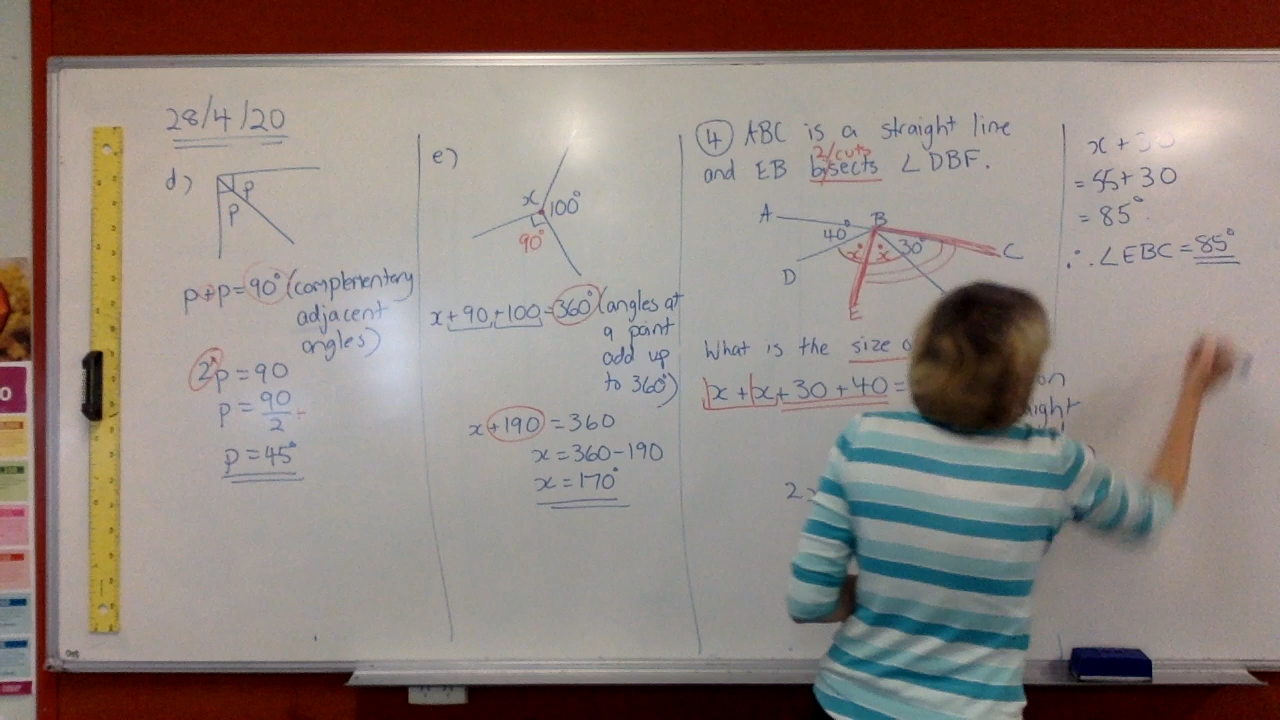 28/4/20
d)
p
p
p+p=90° (complementary
adjacent
angles)
2p=90
p=90/2
p=45°
e)
x
100°
90°
x+90+100=360° (angles at
a point
add up
to 360°)
x+190=360
x=360-190
x=170°
④ ABC is a straight line
2/cuts
and EB bisects ∠DBF.
A
B
40°
x°
x°
30°
C
D
E
What is the size
x+x+30+40=
on
2
x+30
=55+30
=85°.
∴∠EBC=85°